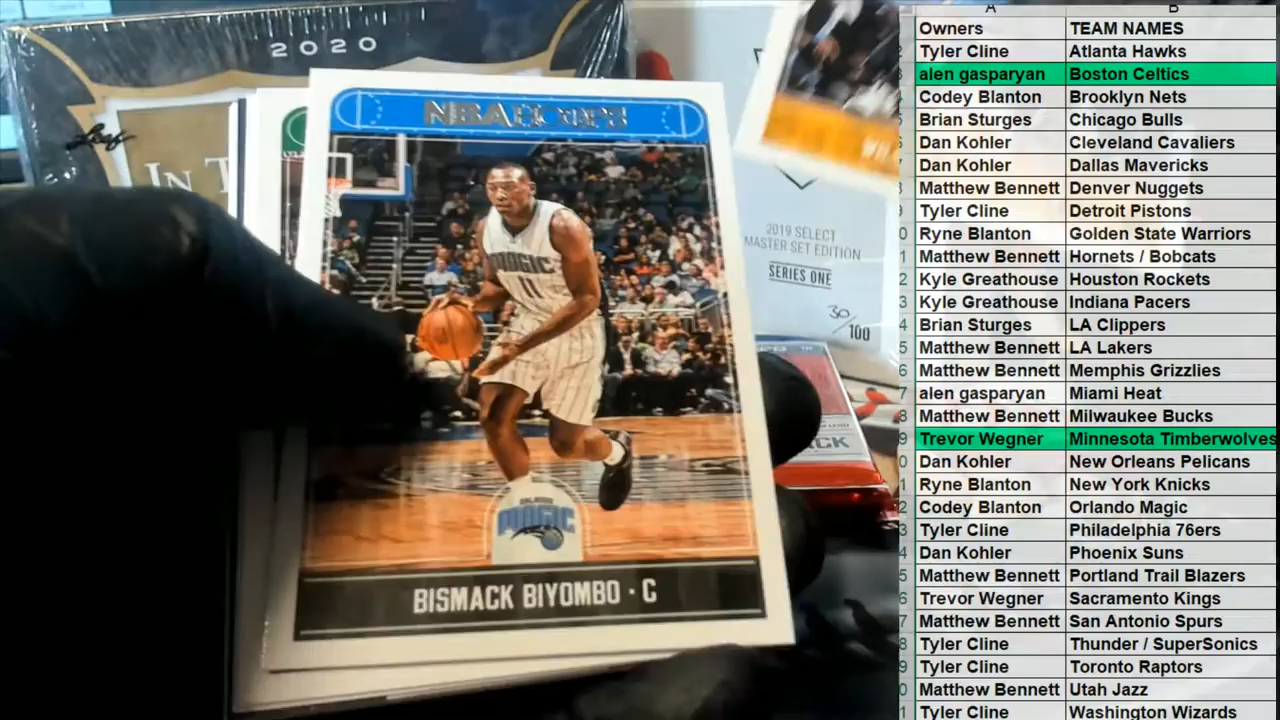 2020
Leaf
IN T
NBA HOOPS
MAGIC
11
ORLANDO
MAGIC
BISMACK BIYOMBO · C
2019 SELECT
MASTER SET EDITION
SERIES ONE
30/100
A B
Owners TEAM NAMES
Tyler Cline Atlanta Hawks
alen gasparyan Boston Celtics
Codey Blanton Brooklyn Nets
Brian Sturges Chicago Bulls
Dan Kohler Cleveland Cavaliers
Dan Kohler Dallas Mavericks
Matthew Bennett Denver Nuggets
Tyler Cline Detroit Pistons
Ryne Blanton Golden State Warriors
Matthew Bennett Hornets / Bobcats
Kyle Greathouse Houston Rockets
Kyle Greathouse Indiana Pacers
Brian Sturges LA Clippers
Matthew Bennett LA Lakers
Matthew Bennett Memphis Grizzlies
alen gasparyan Miami Heat
Matthew Bennett Milwaukee Bucks
Trevor Wegner Minnesota Timberwolves
Dan Kohler New Orleans Pelicans
Ryne Blanton New York Knicks
Codey Blanton Orlando Magic
Tyler Cline Philadelphia 76ers
Dan Kohler Phoenix Suns
Matthew Bennett Portland Trail Blazers
Trevor Wegner Sacramento Kings
Matthew Bennett San Antonio Spurs
Tyler Cline Thunder / SuperSonics
Tyler Cline Toronto Raptors
Matthew Bennett Utah Jazz
Tyler Cline Washington Wizards